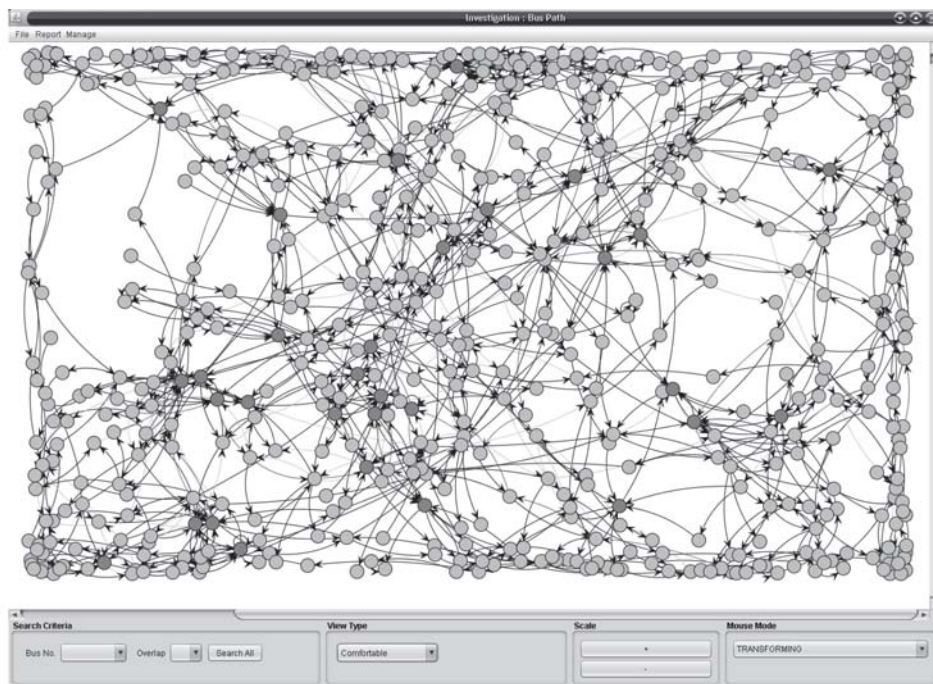 Investigation : Bus Path
File Report Manage
Search Criteria
Bus No. Overlap Search All
View Type
Comfortable
Scale
+
-
Mouse Mode
TRANSFORMING